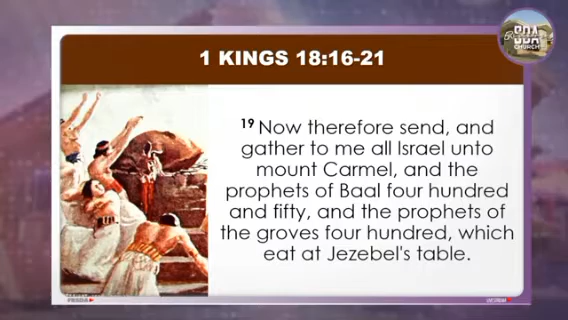 SDA
CHURCH
1 KINGS 18:16-21
19 Now therefore send, and
gather to me all Israel unto
mount Carmel, and the
prophets of Baal four hundred
and fifty, and the prophets of
the groves four hundred, which
eat at Jezebel's table.